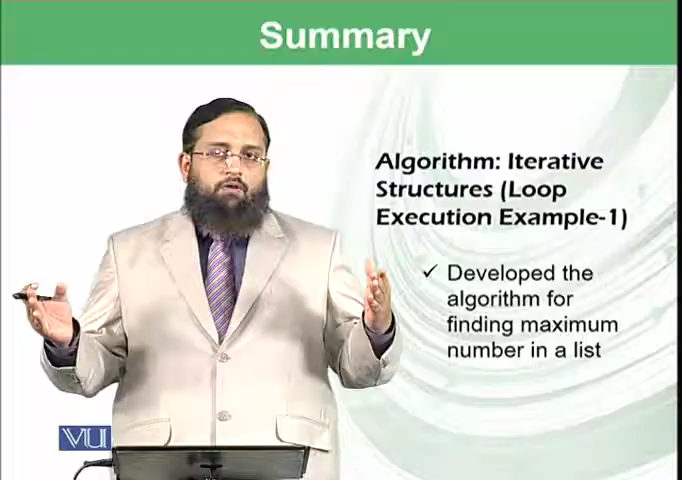 Summary
Algorithm: Iterative
Structures (Loop
Execution Example-1)
✓ Developed the
algorithm for
finding maximum
number in a list
VU